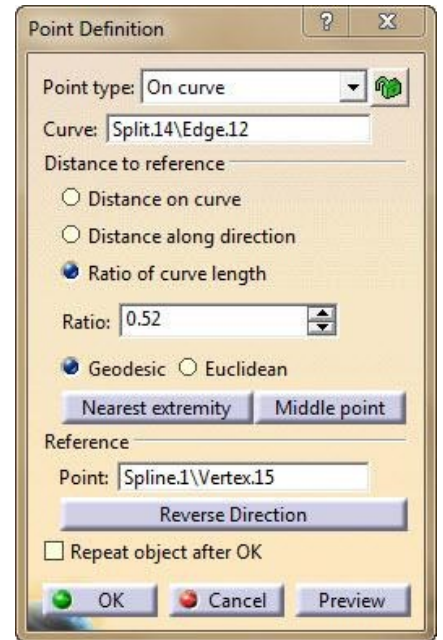 Point Definition ? X
Point type: On curve
Curve: Split.14\Edge.12
Distance to reference
Distance on curve
Distance along direction
Ratio of curve length
Ratio: 0.52
Geodesic Euclidean
Nearest extremity Middle point
Reference
Point: Spline.1\Vertex.15
Reverse Direction
Repeat object after OK
OK Cancel Preview